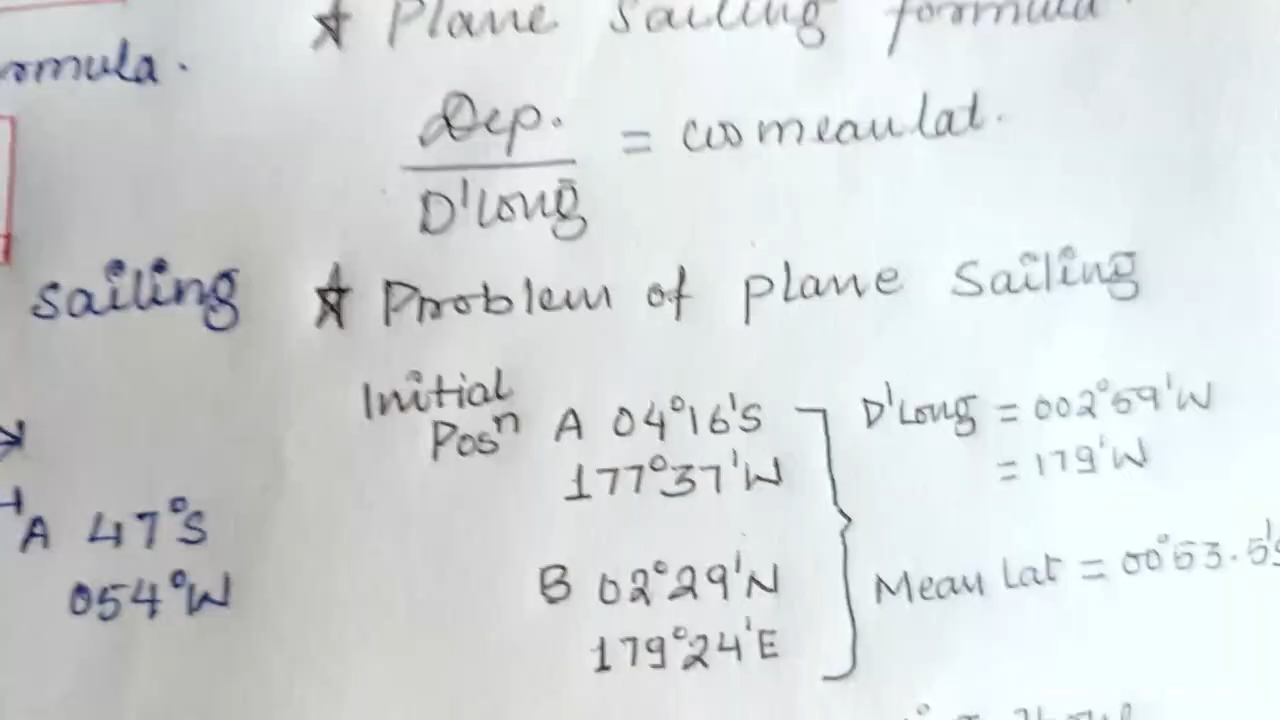 ★ Plane Sailing formula.
ormula.
Dep. = cos mean lat.
D'Long
sailing ★ Problem of plane Sailing
Initial
Posⁿ A 04°16'S D'Long = 002°59'W
177°37'W = 179'W
A 47°S
054°W
B 02°29'N Mean Lat = 00°53.5'S
179°24'E